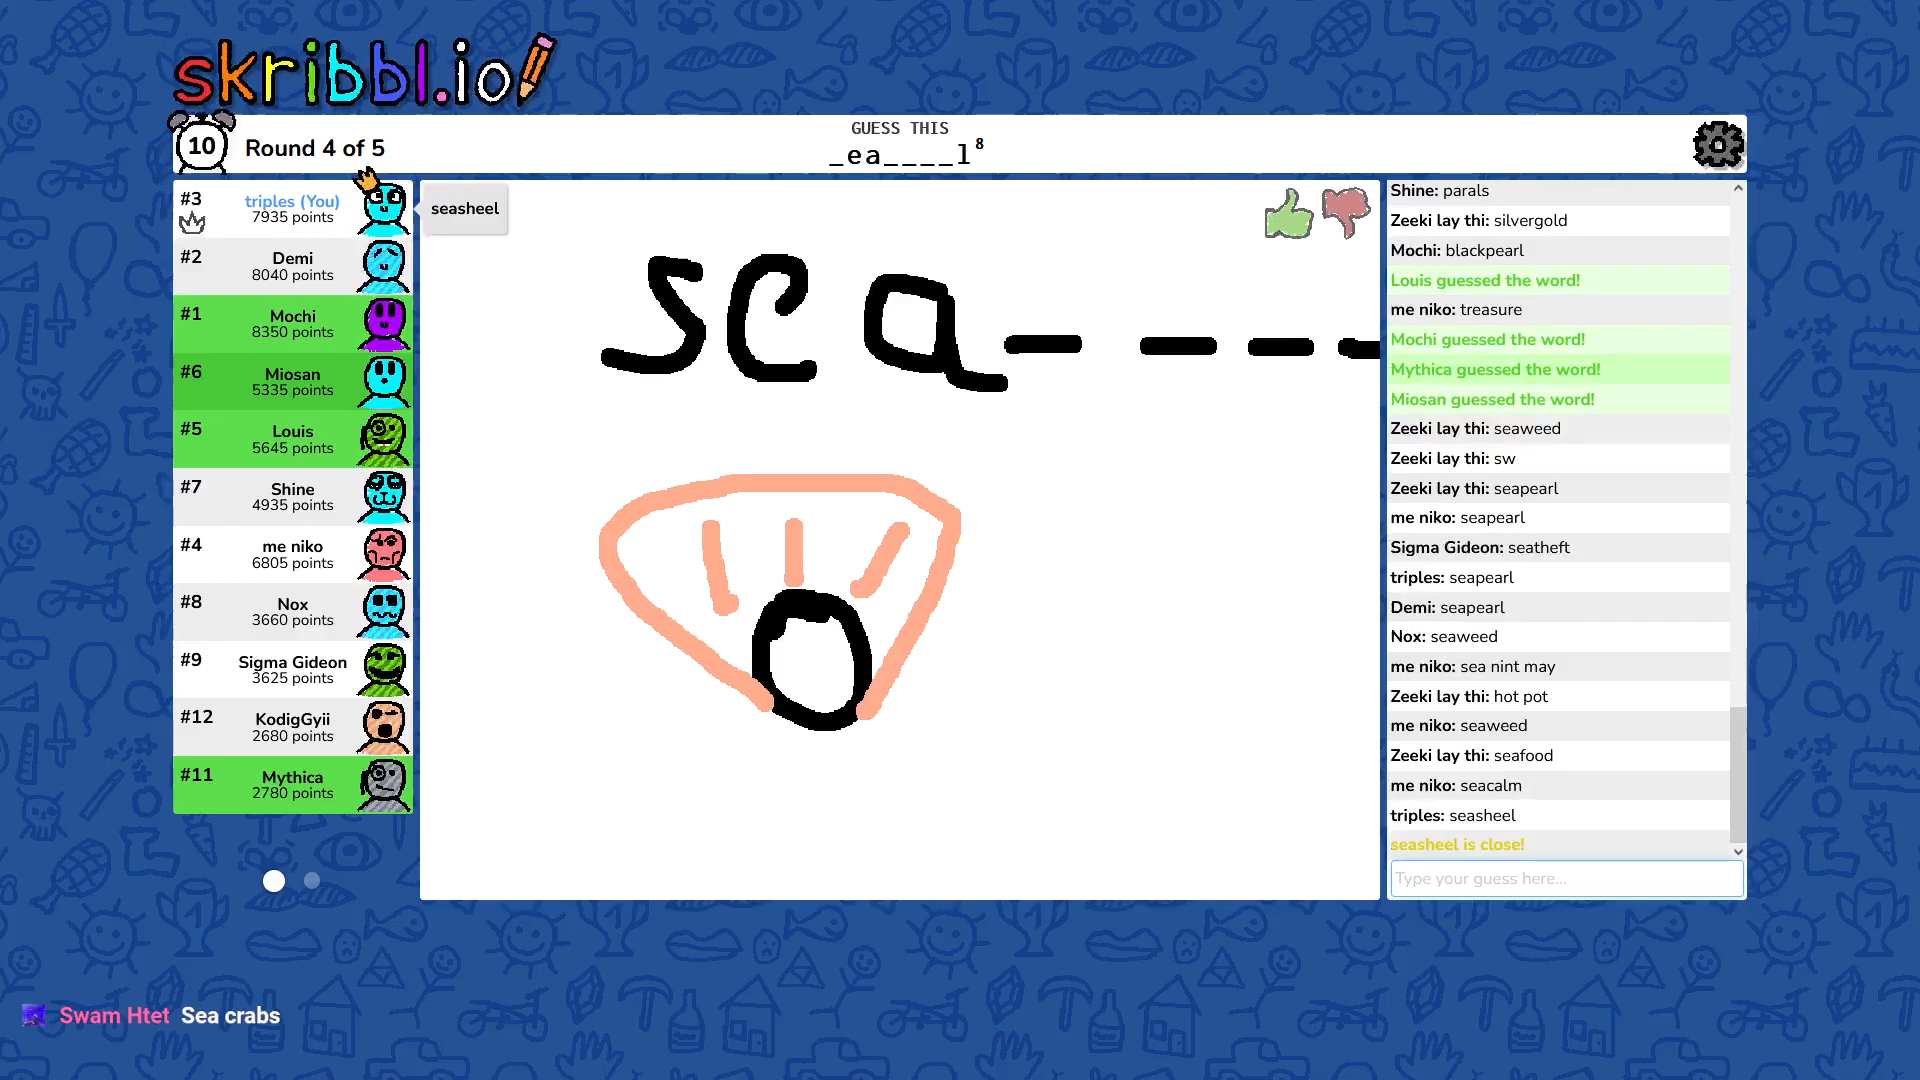 skribbl.io
10
Round 4 of 5
GUESS THIS
_ea____l 8
#3
triples (You)
7935 points
#2
Demi
8040 points
#1
Mochi
8350 points
#6
Miosan
5335 points
#5
Louis
5645 points
#7
Shine
4935 points
#4
me niko
6805 points
#8
Nox
3660 points
#9
Sigma Gideon
3625 points
#12
KodigGyii
2680 points
#11
Mythica
2780 points
seasheel
sea_ _ _ _
Shine: parals
Zeeki lay thi: silvergold
Mochi: blackpearl
Louis guessed the word!
me niko: treasure
Mochi guessed the word!
Mythica guessed the word!
Miosan guessed the word!
Zeeki lay thi: seaweed
Zeeki lay thi: sw
Zeeki lay thi: seapearl
me niko: seapearl
Sigma Gideon: seatheft
triples: seapearl
Demi: seapearl
Nox: seaweed
me niko: sea nint may
Zeeki lay thi: hot pot
me niko: seaweed
Zeeki lay thi: seafood
me niko: seacalm
triples: seasheel
seasheel is close!
Type your guess here...
Swam Htet Sea crabs